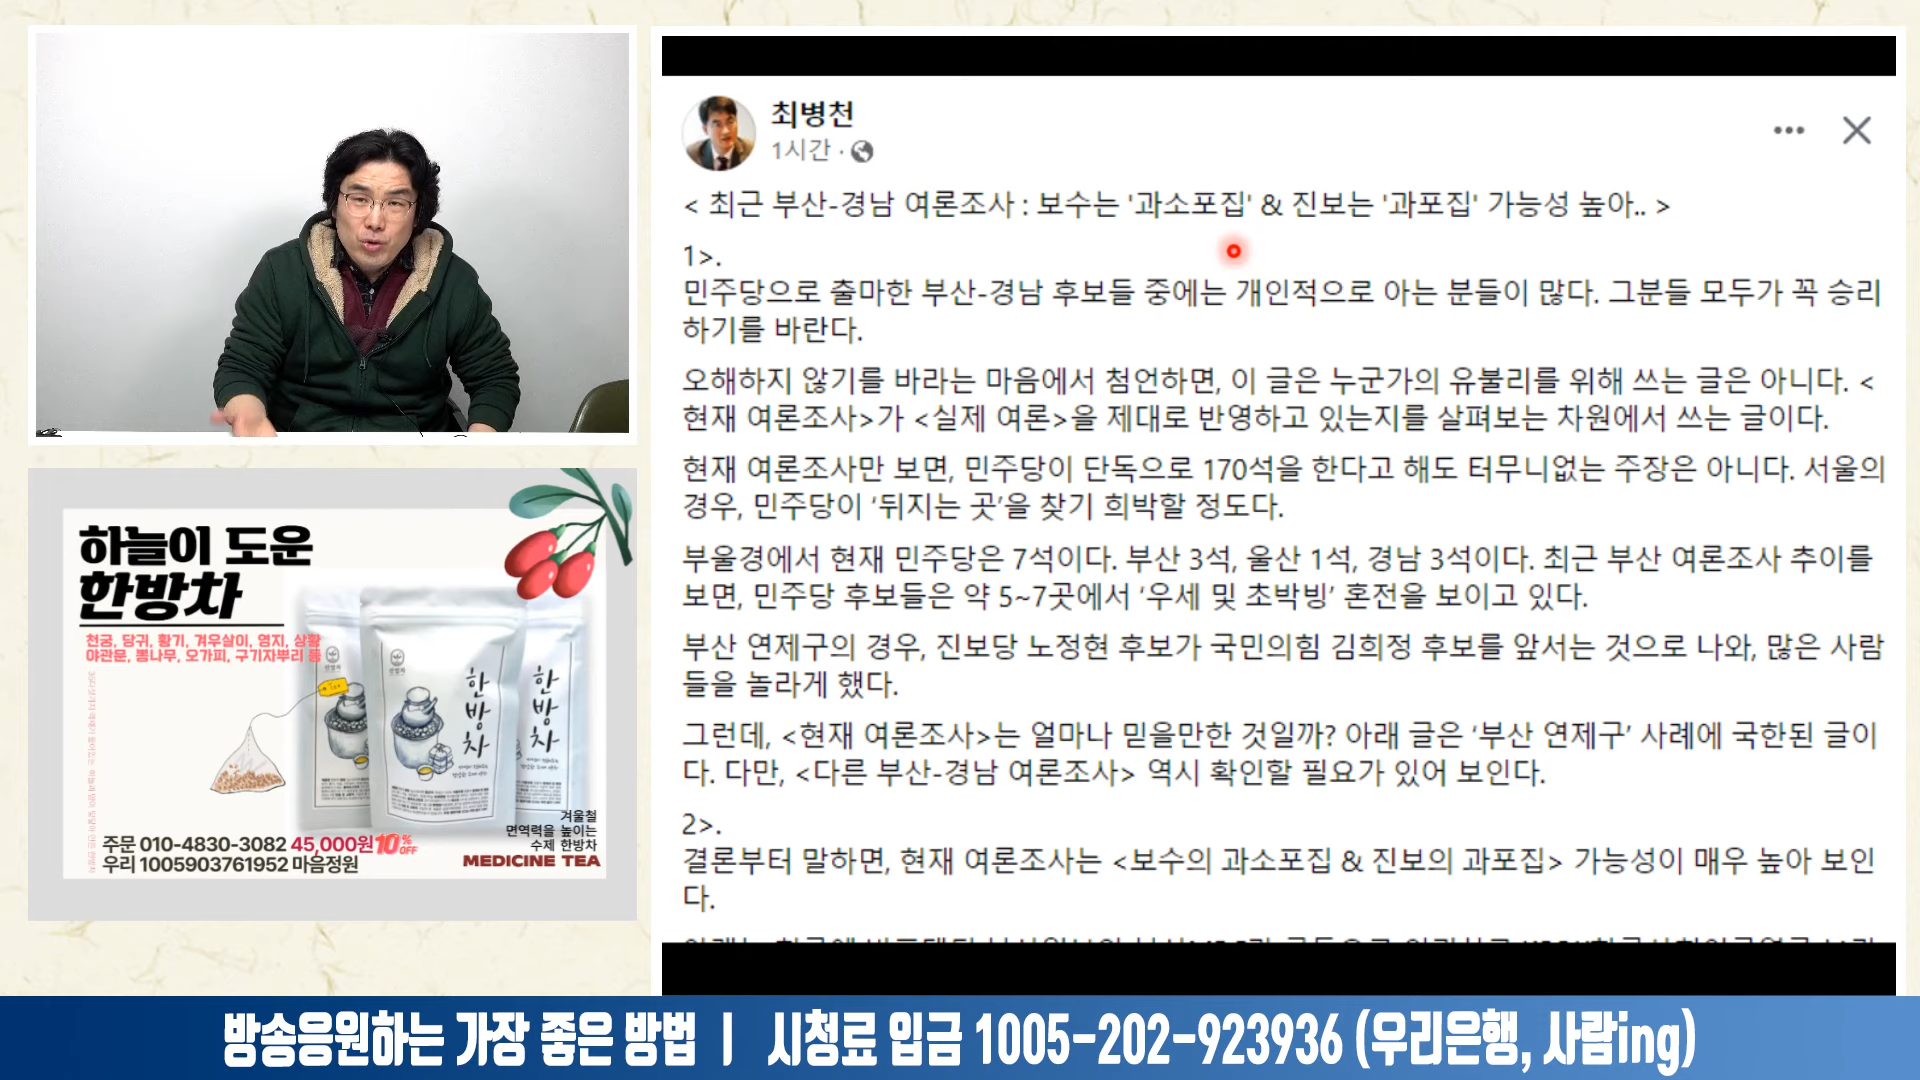 최병천
1시간
< 최근 부산-경남 여론조사 : 보수는 '과소포집' & 진보는 '과포집' 가능성 높아.. >
1>.
민주당으로 출마한 부산-경남 후보들 중에는 개인적으로 아는 분들이 많다. 그분들 모두가 꼭 승리
하기를 바란다.
오해하지 않기를 바라는 마음에서 첨언하면, 이 글은 누군가의 유불리를 위해 쓰는 글은 아니다. <
현재 여론조사>가 <실제 여론>을 제대로 반영하고 있는지를 살펴보는 차원에서 쓰는 글이다.
현재 여론조사만 보면, 민주당이 단독으로 170석을 한다고 해도 터무니없는 주장은 아니다. 서울의
경우, 민주당이 ‘뒤지는 곳’을 찾기 희박할 정도다.
부울경에서 현재 민주당은 7석이다. 부산 3석, 울산 1석, 경남 3석이다. 최근 부산 여론조사 추이를
보면, 민주당 후보들은 약 5~7곳에서 ‘우세 및 초박빙’ 혼전을 보이고 있다.
부산 연제구의 경우, 진보당 노정현 후보가 국민의힘 김희정 후보를 앞서는 것으로 나와, 많은 사람
들을 놀라게 했다.
그런데, <현재 여론조사>는 얼마나 믿을만한 것일까? 아래 글은 ‘부산 연제구’ 사례에 국한된 글이
다. 다만, <다른 부산-경남 여론조사> 역시 확인할 필요가 있어 보인다.
2>.
결론부터 말하면, 현재 여론조사는 <보수의 과소포집 & 진보의 과포집> 가능성이 매우 높아 보인
다.
하늘이 도운
한방차
천궁, 당귀, 황기, 겨우살이, 영지, 상황
야관문, 뽕나무, 오가피, 구기자뿌리 등
한방차
한방차
겨울철
면역력을 높이는
수제 한방차
MEDICINE TEA
주문 010-4830-3082 45,000원 10% OFF
우리 1005903761952 마음정원
방송응원하는 가장 좋은 방법 | 시청료 입금 1005-202-923936 (우리은행, 사람ing)